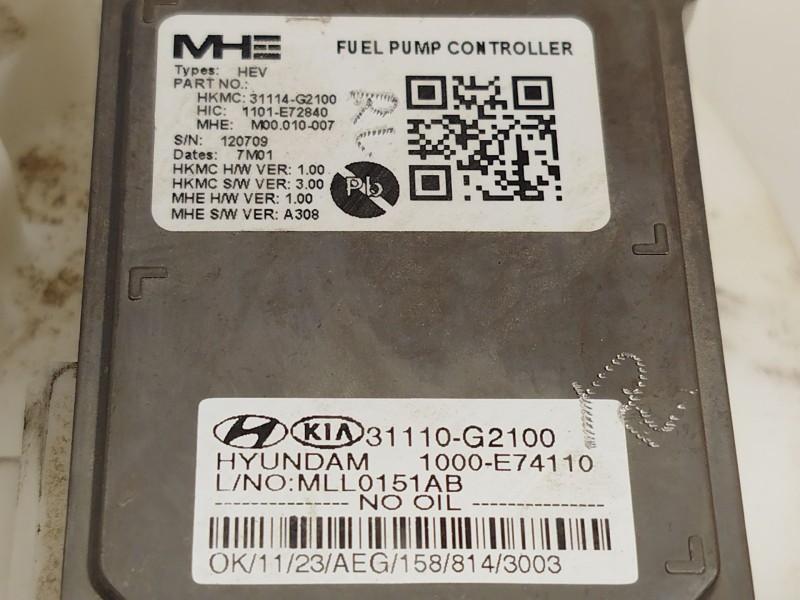 MHE FUEL PUMP CONTROLLER
Types: HEV
PART NO.:
HKMC: 31114-G2100
HIC: 1101-E72840
MHE: M00.010-007
S/N: 120709
Dates: 7M01
HKMC H/W VER: 1.00
HKMC S/W VER: 3.00
MHE H/W VER: 1.00
MHE S/W VER: A308
Pb
KIA 31110-G2100
HYUNDAM 1000-E74110
L/NO:MLL0151AB
NO OIL
OK/11/23/AEG/158/814/3003